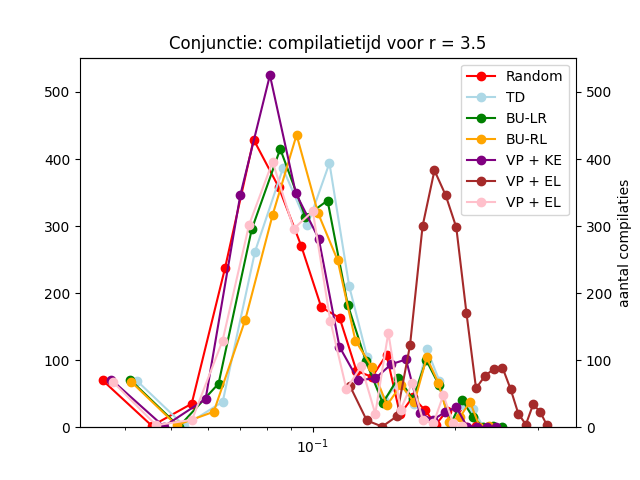 Conjunctie: compilatietijd voor r = 3.5
500
400
300
200
100
0
500
400
300
200
100
0
aantal compilaties
10⁻¹
Random
TD
BU-LR
BU-RL
VP + KE
VP + EL
VP + EL